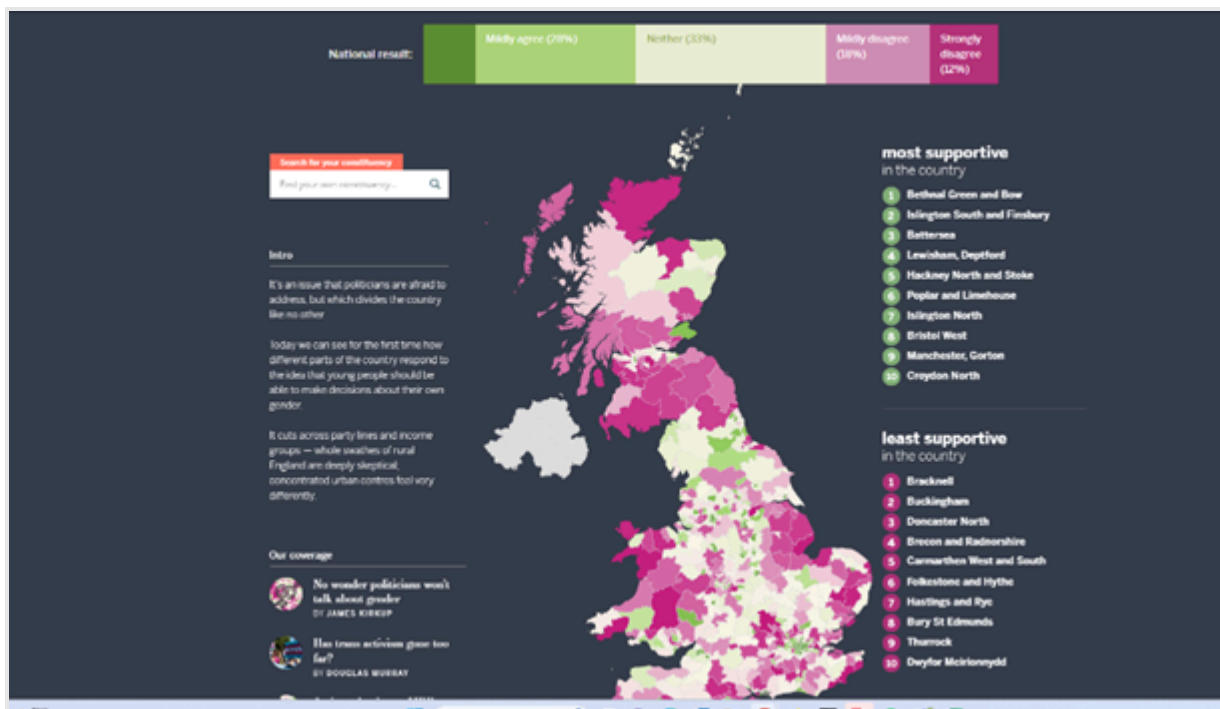 National result:
Mildly agree (28%)
Neither (33%)
Mildly disagree
(18%)
Strongly
disagree
(12%)
Search for your constituency
Find your own constituency...
Intro
It's an issue that politicians are afraid to
address, but which divides the country
like no other
Today we can see for the first time how
different parts of the country respond to
the idea that young people should be
able to make decisions about their own
gender.
It cuts across party lines and income
groups — whole swathes of rural
England are deeply skeptical,
concentrated urban centres feel very
differently.
Our coverage
No wonder politicians won't
talk about gender
BY JAMES KIRKUP
Has trans activism gone too
far?
BY DOUGLAS MURRAY
most supportive
in the country
1 Bethnal Green and Bow
2 Islington South and Finsbury
3 Battersea
4 Lewisham, Deptford
5 Hackney North and Stoke
6 Poplar and Limehouse
7 Islington North
8 Bristol West
9 Manchester, Gorton
10 Croydon North
least supportive
in the country
1 Bracknell
2 Buckingham
3 Doncaster North
4 Brecon and Radnorshire
5 Carmarthen West and South
6 Folkestone and Hythe
7 Hastings and Rye
8 Bury St Edmunds
9 Thurrock
10 Dwyfor Meirionnydd